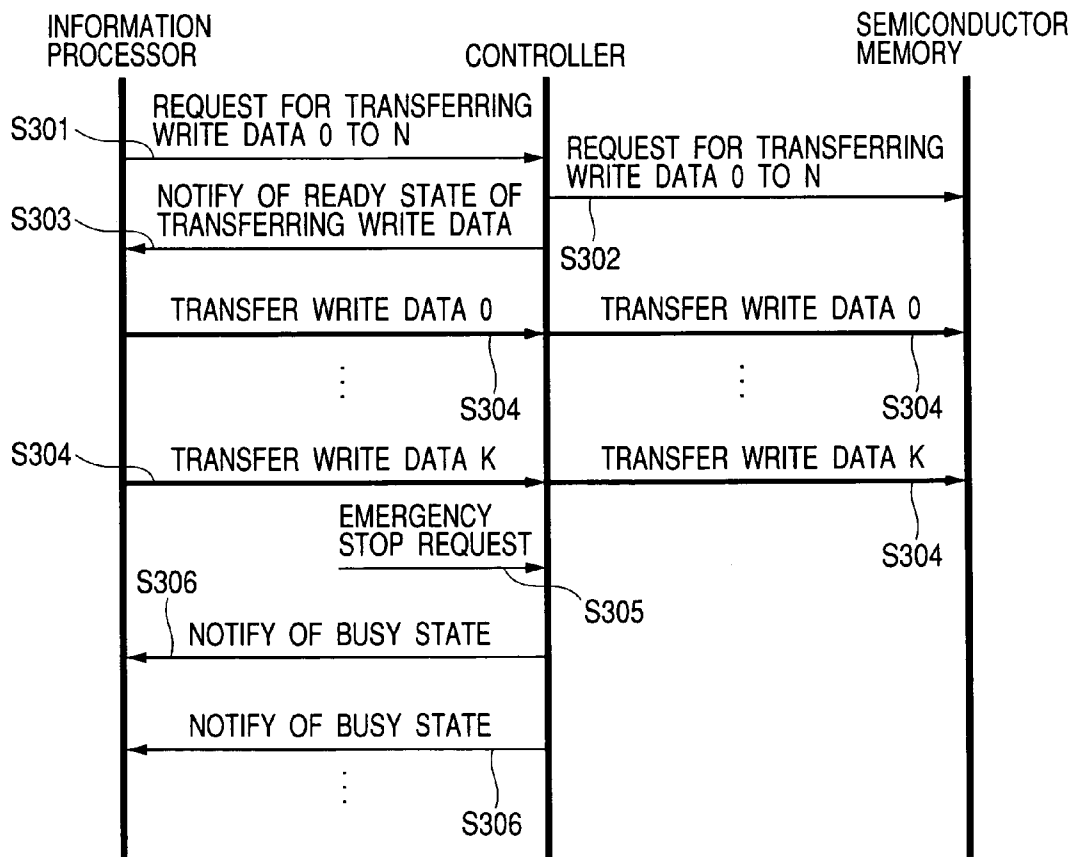 INFORMATION
PROCESSOR
CONTROLLER
SEMICONDUCTOR
MEMORY
REQUEST FOR TRANSFERRING
WRITE DATA 0 TO N
S301
REQUEST FOR TRANSFERRING
WRITE DATA 0 TO N
NOTIFY OF READY STATE OF
TRANSFERRING WRITE DATA
S303
S302
TRANSFER WRITE DATA 0
TRANSFER WRITE DATA 0
S304
S304
S304
TRANSFER WRITE DATA K
TRANSFER WRITE DATA K
EMERGENCY
STOP REQUEST
S304
S306
S305
NOTIFY OF BUSY STATE
NOTIFY OF BUSY STATE
S306